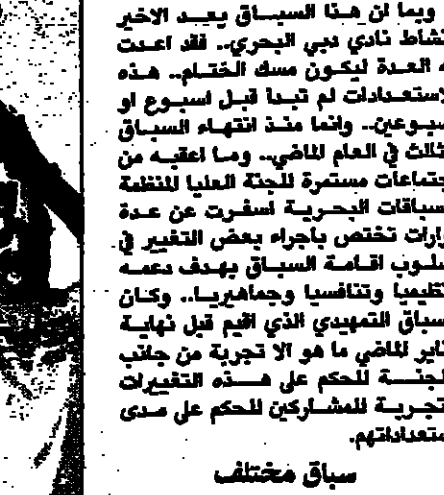 وبما ان هذا السباق يعد الاخير
نشاط نادي دبي البحري.. فقد اعدت
العدة ليكون مسك الختام.. هذه
لاستعدادات لم تبدا قبل اسبوع او
سبوعين.. وانما منذ انتهاء السباق
ثالث في العام الماضي.. وما اعقبه من
جتماعات مستمرة للجنة العليا المنظمة
سباقات البحرية اسفرت عن عدة
رارات تختص باجراء بعض التغيير في
سلوب اقامة السباق بهدف دعمه
نظيميا وتنافسيا وجماهيريا.. وكان
سباق التمهيدي الذي اقيم قبل نهاية
ناير الماضي ما هو الا تجربة من جانب
لجنة للحكم على هذه التغييرات
تجربة للمشاركين للحكم على مدى
ستعداداتهم.
سباق مختلف